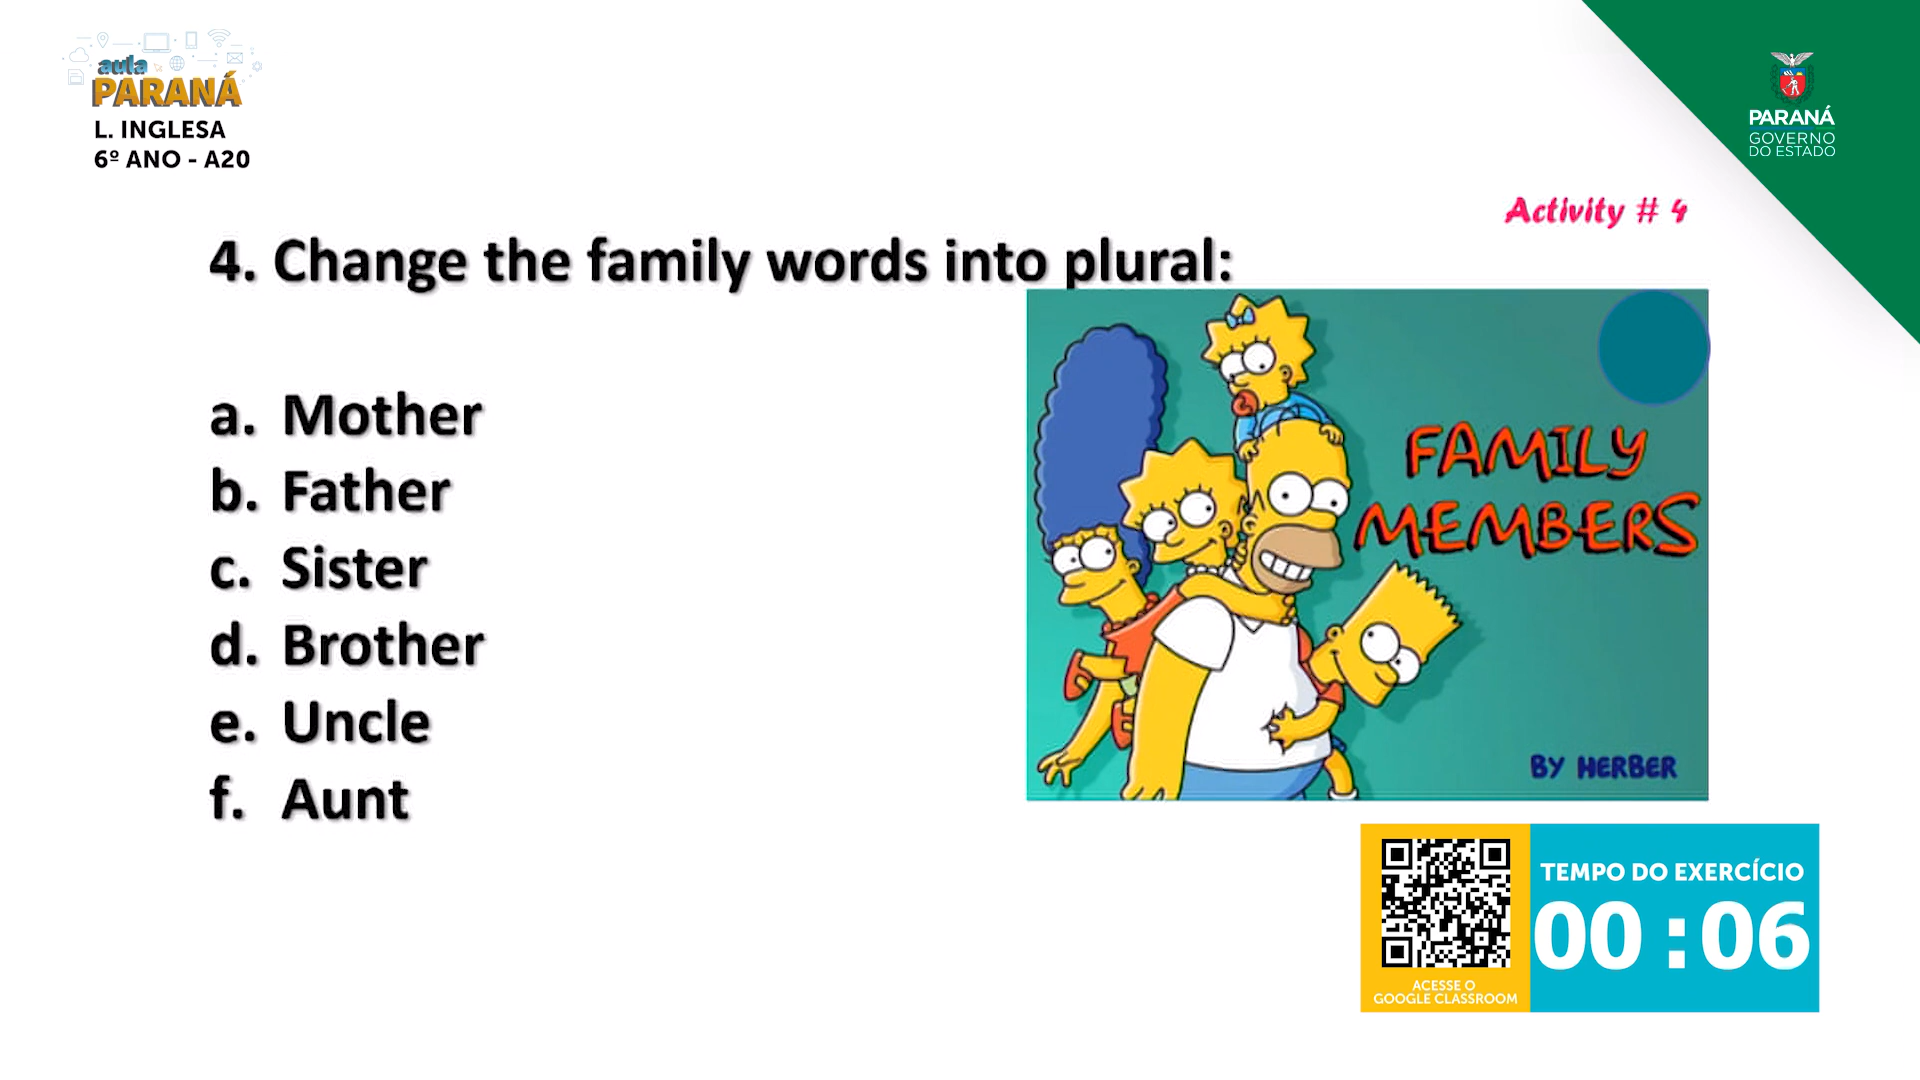 aula
PARANÁ
L. INGLESA
6º ANO - A20
PARANÁ
GOVERNO
DO ESTADO
Activity # 4
4. Change the family words into plural:
a. Mother
b. Father
c. Sister
d. Brother
e. Uncle
f. Aunt
FAMILY
MEMBERS
BY HERBER
ACESSE O
GOOGLE CLASSROOM
TEMPO DO EXERCÍCIO
00:06